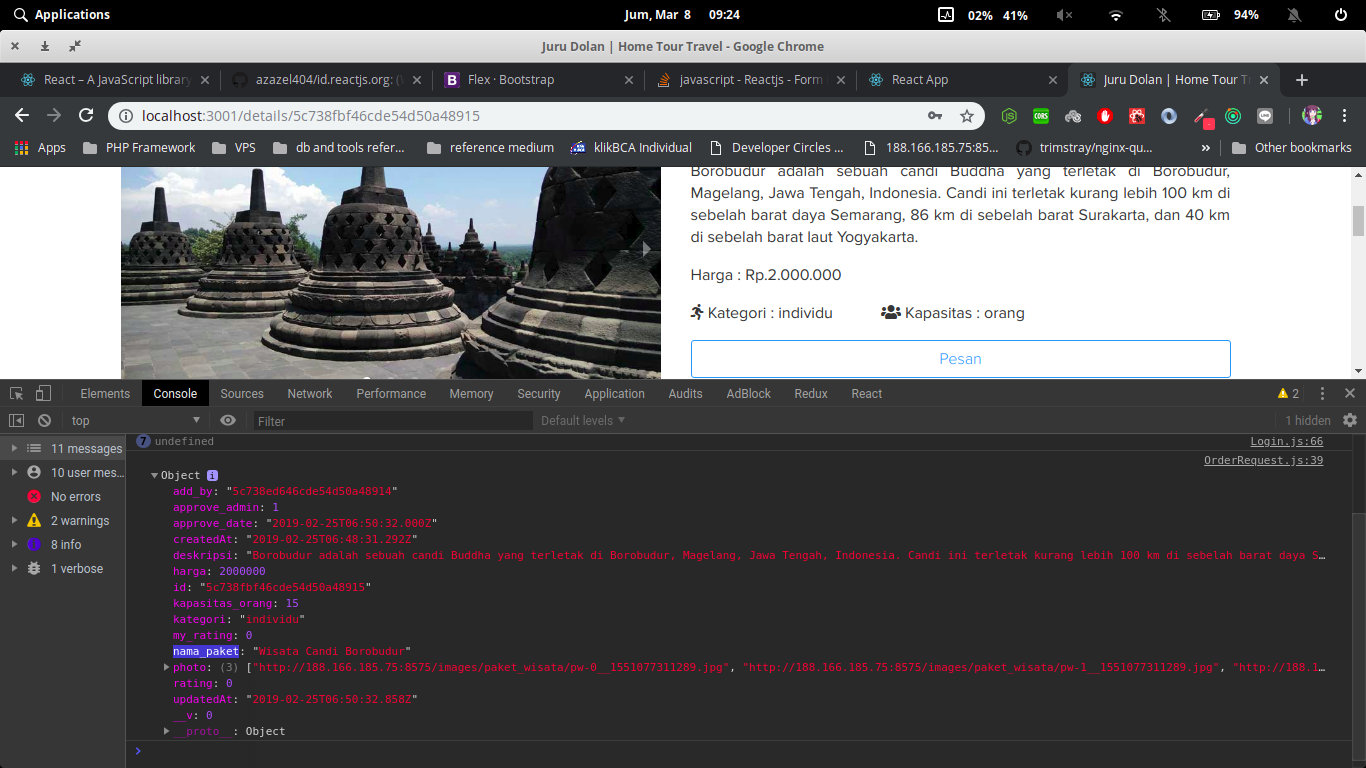 Applications
Jum, Mar 8 09:24
02% 41%
94%
Juru Dolan | Home Tour Travel - Google Chrome
React – A JavaScript library
azazel404/id.reactjs.org: (
Flex · Bootstrap
javascript - Reactjs - Form
React App
Juru Dolan | Home Tour T
localhost:3001/details/5c738fbf46cde54d50a48915
Apps
PHP Framework
VPS
db and tools refer...
reference medium
klikBCA Individual
Developer Circles ...
188.166.185.75:85...
trimstray/nginx-qu...
»
Other bookmarks
Borobudur adalah sebuah candi Buddha yang terletak di Borobudur,
Magelang, Jawa Tengah, Indonesia. Candi ini terletak kurang lebih 100 km di
sebelah barat daya Semarang, 86 km di sebelah barat Surakarta, dan 40 km
di sebelah barat laut Yogyakarta.
Harga : Rp.2.000.000
Kategori : individu
Kapasitas : orang
Pesan
Elements Console Sources Network Performance Memory Security Application Audits AdBlock Redux React
2
top
Filter
Default levels
1 hidden
11 messages
10 user mes...
No errors
2 warnings
8 info
1 verbose
7 undefined Login.js:66
OrderRequest.js:39
Object i
add_by: "5c738ed646cde54d50a48914"
approve_admin: 1
approve_date: "2019-02-25T06:50:32.000Z"
createdAt: "2019-02-25T06:48:31.292Z"
deskripsi: "Borobudur adalah sebuah candi Buddha yang terletak di Borobudur, Magelang, Jawa Tengah, Indonesia. Candi ini terletak kurang lebih 100 km di sebelah barat daya S…
harga: 2000000
id: "5c738fbf46cde54d50a48915"
kapasitas_orang: 15
kategori: "individu"
my_rating: 0
nama_paket: "Wisata Candi Borobudur"
photo: (3) ["http://188.166.185.75:8575/images/paket_wisata/pw-0__1551077311289.jpg", "http://188.166.185.75:8575/images/paket_wisata/pw-1__1551077311289.jpg", "http://188.1…
rating: 0
updatedAt: "2019-02-25T06:50:32.858Z"
__v: 0
__proto__: Object